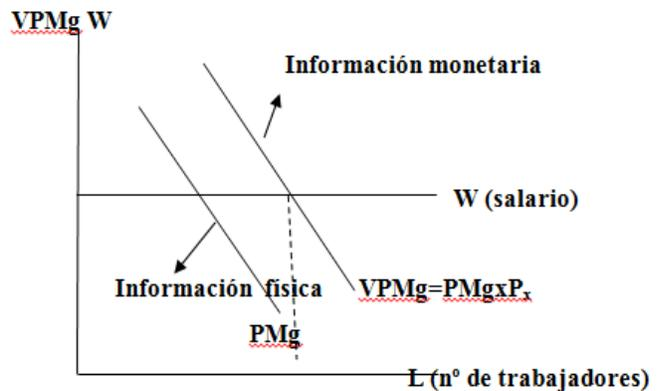 VPMg W
Información monetaria
W (salario)
Información física
VPMg=PMgxPx
PMg
L (nº de trabajadores)